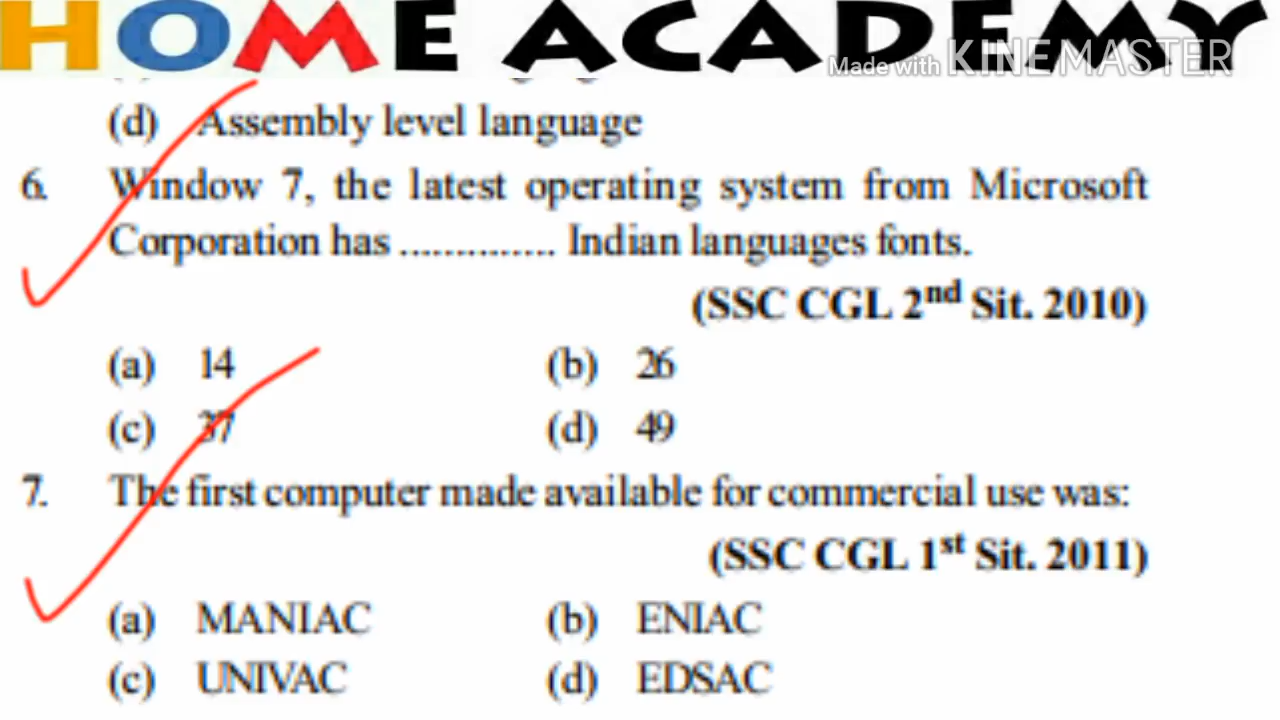 HOME ACADEMY
Made with KINEMASTER
(d) Assembly level language
6. Window 7, the latest operating system from Microsoft
Corporation has .............. Indian languages fonts.
(SSC CGL 2nd Sit. 2010)
(a) 14 (b) 26
(c) 37 (d) 49
7. The first computer made available for commercial use was:
(SSC CGL 1st Sit. 2011)
(a) MANIAC (b) ENIAC
(c) UNIVAC (d) EDSAC